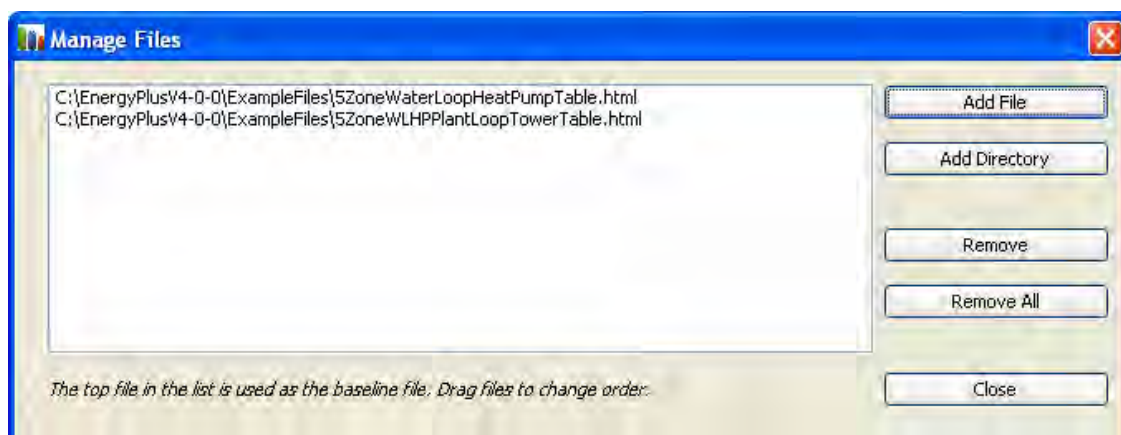 Manage Files
C:\EnergyPlusV4-0-0\ExampleFiles\5ZoneWaterLoopHeatPumpTable.html
C:\EnergyPlusV4-0-0\ExampleFiles\5ZoneWLHPPlantLoopTowerTable.html
Add File
Add Directory
Remove
Remove All
The top file in the list is used as the baseline file. Drag files to change order.
Close